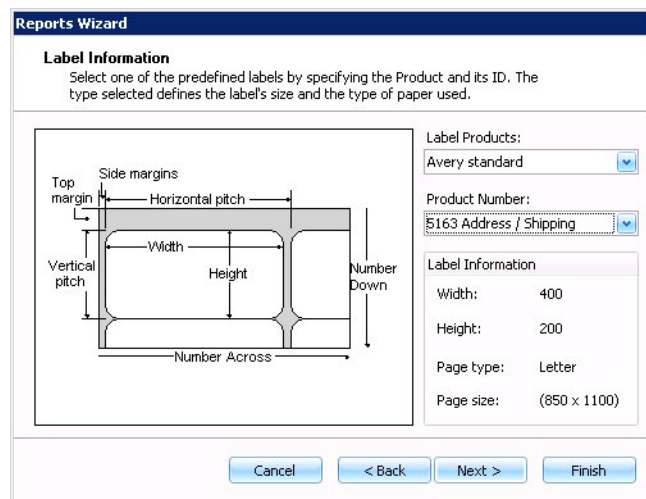 Reports Wizard
Label Information
Select one of the predefined labels by specifying the Product and its ID. The
type selected defines the label's size and the type of paper used.
Side margins
Top
margin
Horizontal pitch
Width
Vertical
pitch
Height
Number
Down
Number Across
Label Products:
Avery standard
Product Number:
5163 Address / Shipping
Label Information
Width: 400
Height: 200
Page type: Letter
Page size: (850 x 1100)
Cancel
< Back
Next >
Finish